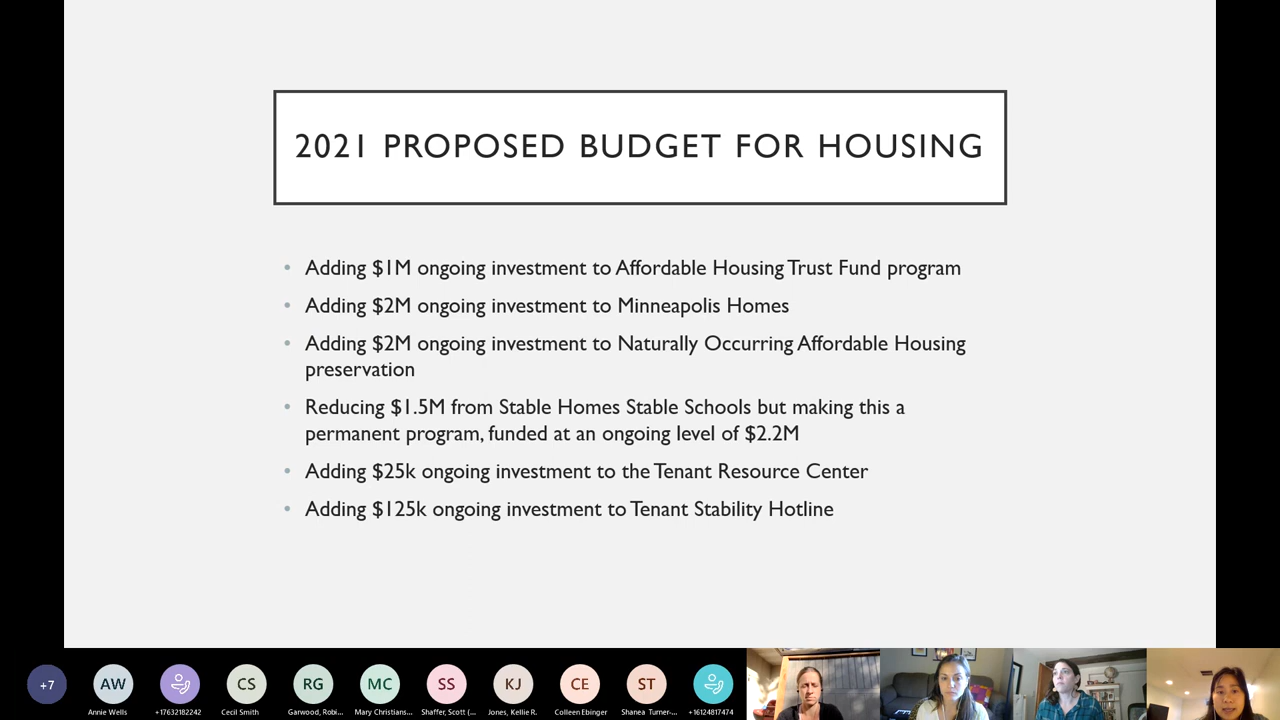 2021 PROPOSED BUDGET FOR HOUSING
• Adding $1M ongoing investment to Affordable Housing Trust Fund program
• Adding $2M ongoing investment to Minneapolis Homes
• Adding $2M ongoing investment to Naturally Occurring Affordable Housing
preservation
• Reducing $1.5M from Stable Homes Stable Schools but making this a
permanent program, funded at an ongoing level of $2.2M
• Adding $25k ongoing investment to the Tenant Resource Center
• Adding $125k ongoing investment to Tenant Stability Hotline
+7 AW CS RG MC SS KJ CE ST
Annie Wells +17632182242 Cecil Smith Garwood, Robi... Mary Christians... Shaffer, Scott (... Jones, Kellie R. Colleen Ebinger Shanea Turner-... +16124817474